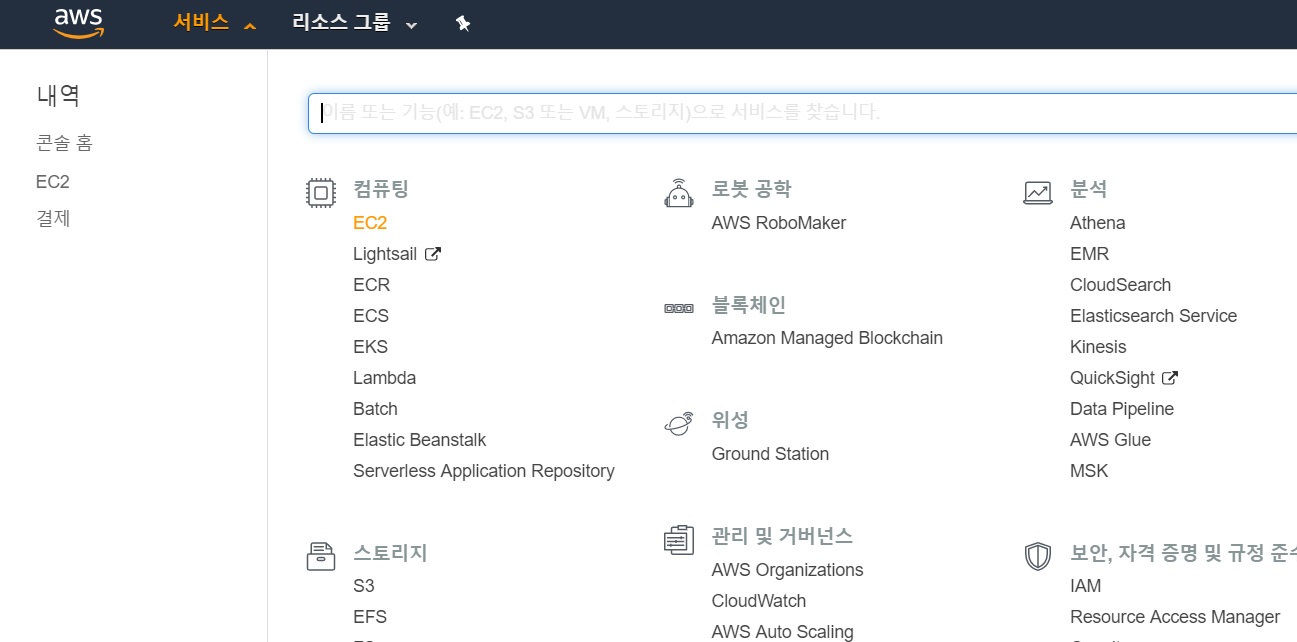 aws
서비스
리소스 그룹
내역
콘솔 홈
EC2
결제
이름 또는 기능(예: EC2, S3 또는 VM, 스토리지)으로 서비스를 찾습니다.
컴퓨팅
EC2
Lightsail
ECR
ECS
EKS
Lambda
Batch
Elastic Beanstalk
Serverless Application Repository
스토리지
S3
EFS
로봇 공학
AWS RoboMaker
블록체인
Amazon Managed Blockchain
위성
Ground Station
관리 및 거버넌스
AWS Organizations
CloudWatch
AWS Auto Scaling
분석
Athena
EMR
CloudSearch
Elasticsearch Service
Kinesis
QuickSight
Data Pipeline
AWS Glue
MSK
보안, 자격 증명 및 규정 준수
IAM
Resource Access Manager